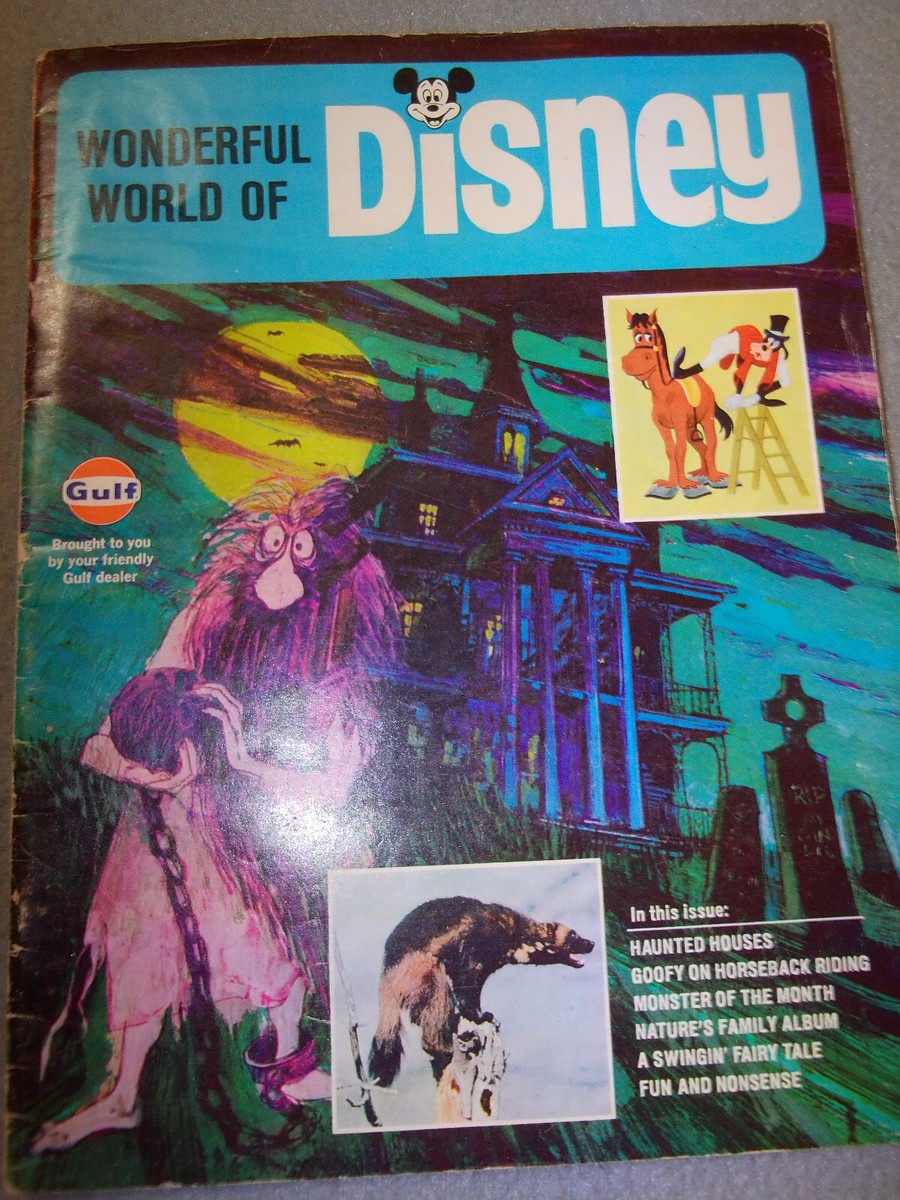 WONDERFUL
WORLD OF
Disney
Gulf
Brought to you
by your friendly
Gulf dealer
RIP
In this issue:
HAUNTED HOUSES
GOOFY ON HORSEBACK RIDING
MONSTER OF THE MONTH
NATURE'S FAMILY ALBUM
A SWINGIN' FAIRY TALE
FUN AND NONSENSE